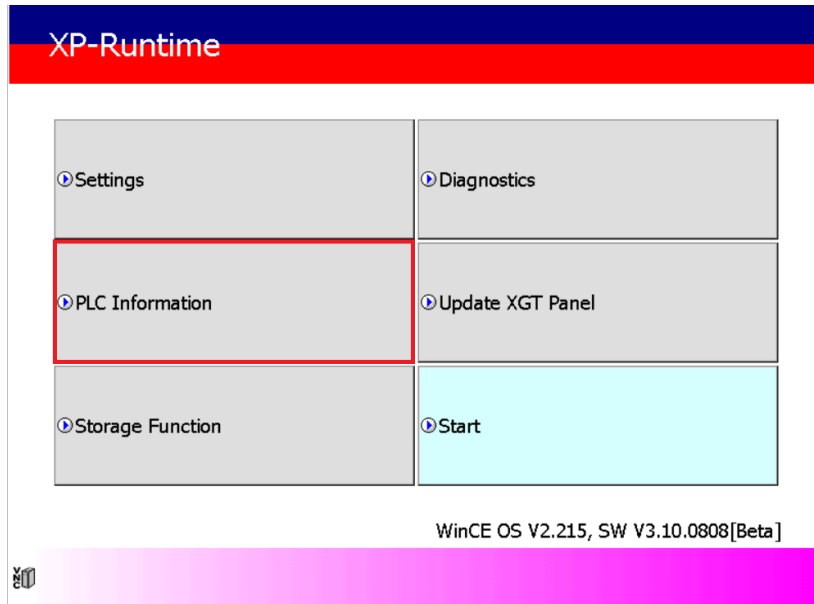 XP-Runtime
Settings
Diagnostics
PLC Information
Update XGT Panel
Storage Function
Start
WinCE OS V2.215, SW V3.10.0808[Beta]
VNC